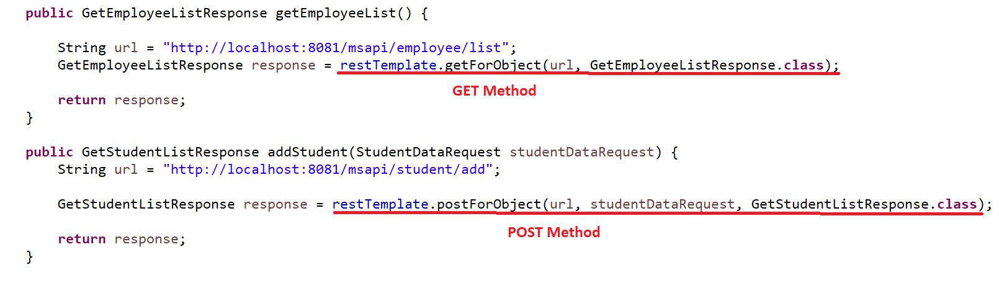 public GetEmployeeListResponse getEmployeeList() {
String url = "http://localhost:8081/msapi/employee/list";
GetEmployeeListResponse response = restTemplate.getForObject(url, GetEmployeeListResponse.class);
GET Method
return response;
}
public GetStudentListResponse addStudent(StudentDataRequest studentDataRequest) {
String url = "http://localhost:8081/msapi/student/add";
GetStudentListResponse response = restTemplate.postForObject(url, studentDataRequest, GetStudentListResponse.class);
POST Method
return response;
}